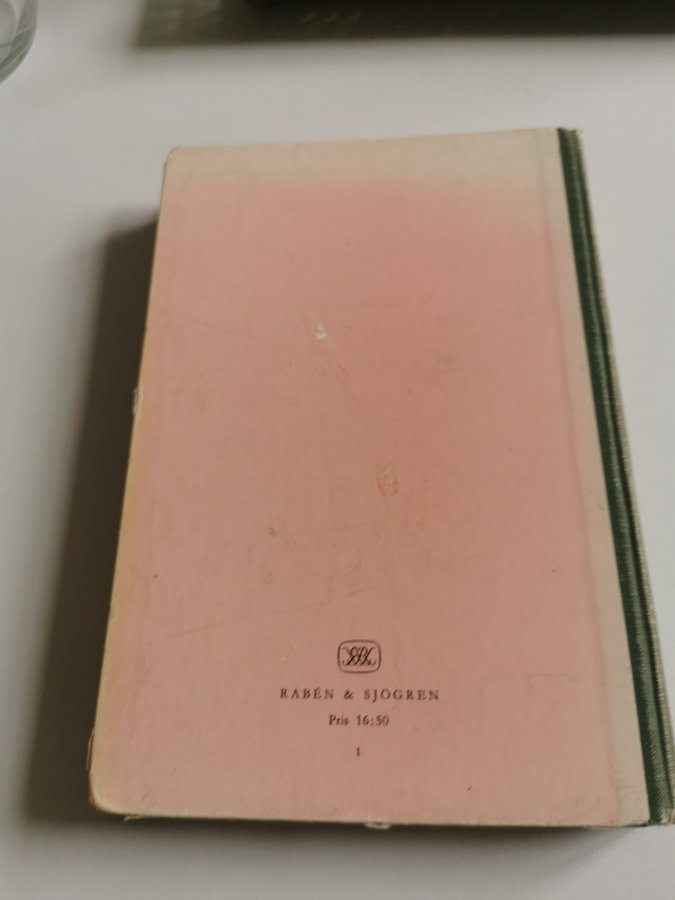 RABÉN & SJÖGREN
Pris 16:50
1